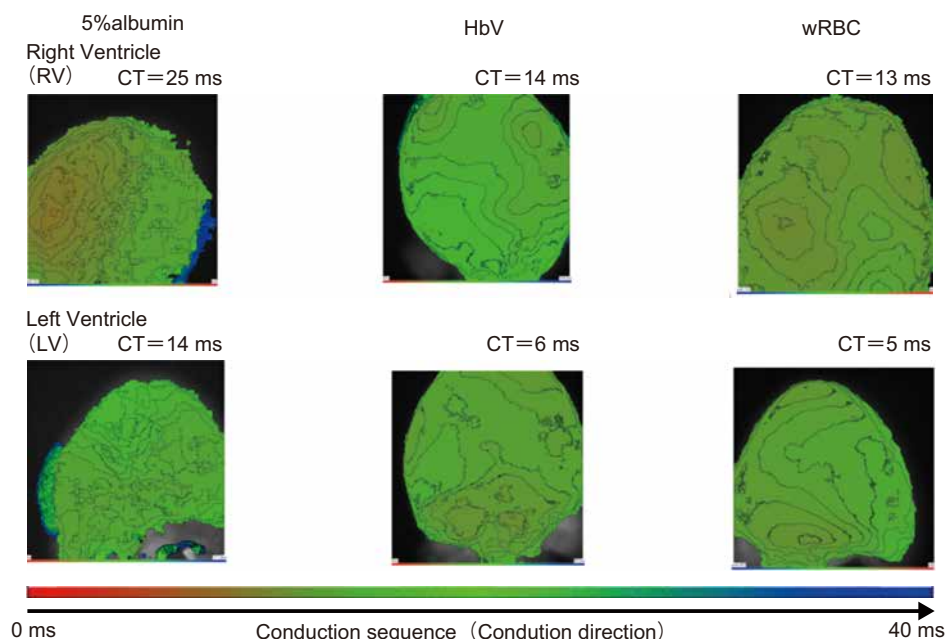 5%albumin HbV wRBC
Right Ventricle
（RV） CT＝25 ms CT＝14 ms CT＝13 ms
Left Ventricle
（LV） CT＝14 ms CT＝6 ms CT＝5 ms
0 ms Conduction sequence（Condution direction） 40 ms